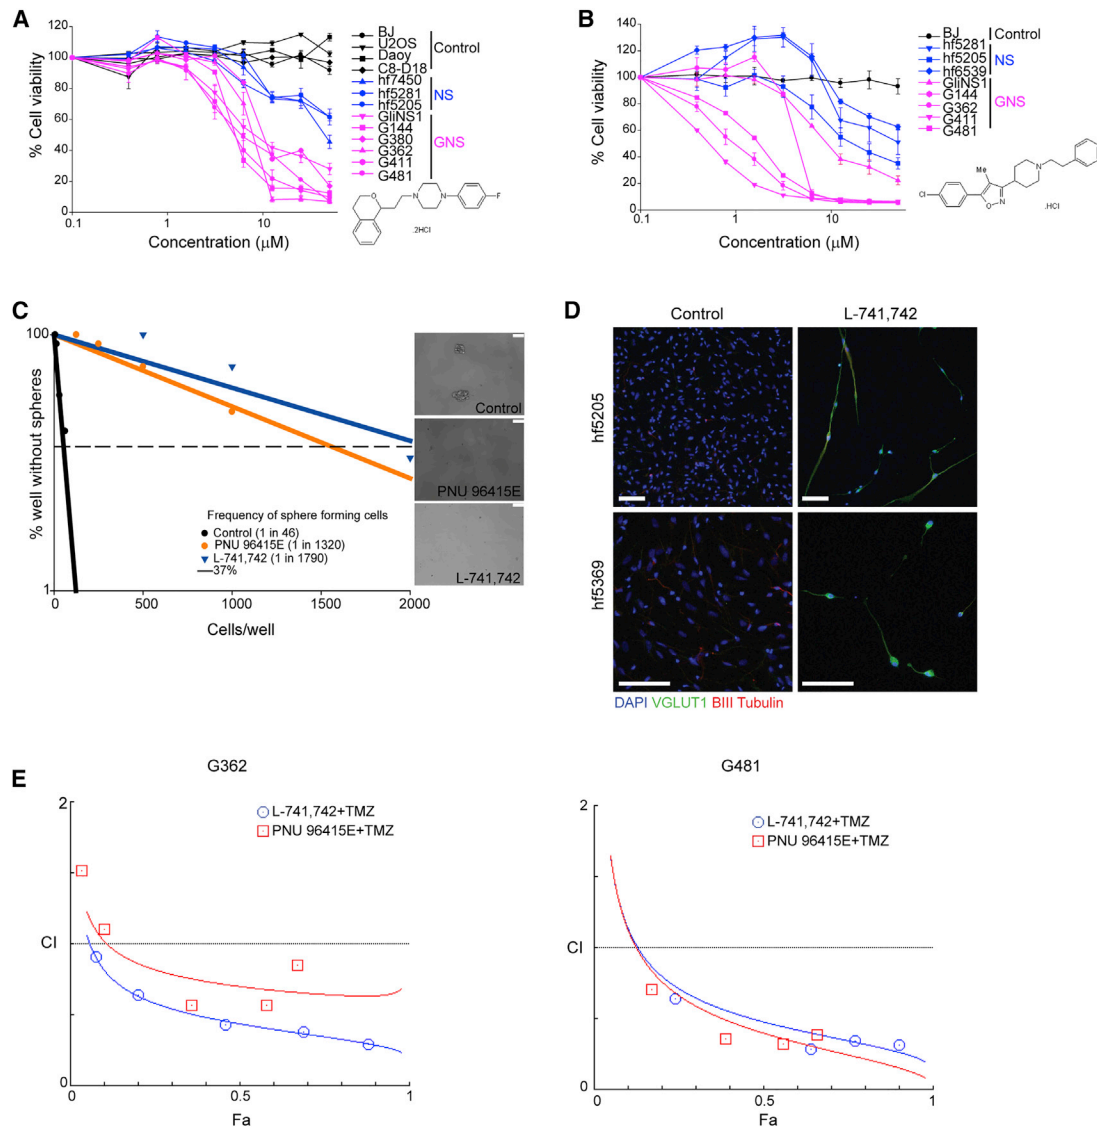 A
% Cell viability
120
100
80
60
40
20
0
0.1
1
10
Concentration (µM)
BJ
U2OS
Daoy
C8-D18
hf7450
hf5281
hf5205
GliNS1
G144
G380
G362
G411
G481
Control
NS
GNS
O
N
N
F
.2HCl
B
% Cell viability
140
120
100
80
60
40
20
0
0.1
1
10
Concentration (µM)
BJ
hf5281
hf5205
hf6539
GliNS1
G144
G362
G411
G481
Control
NS
GNS
Cl
Me
O
N
N
.HCl
C
% well without spheres
100
1
0
500
1000
1500
2000
Cells/well
Frequency of sphere forming cells
Control (1 in 46)
PNU 96415E (1 in 1320)
L-741,742 (1 in 1790)
37%
Control
PNU 96415E
L-741,742
D
Control
L-741,742
hf5205
hf5369
DAPI VGLUT1 BIII Tubulin
E
G362
2
CI
0
0
0.5
1
Fa
L-741,742+TMZ
PNU 96415E+TMZ
G481
2
CI
0
0
0.5
1
Fa
L-741,742+TMZ
PNU 96415E+TMZ